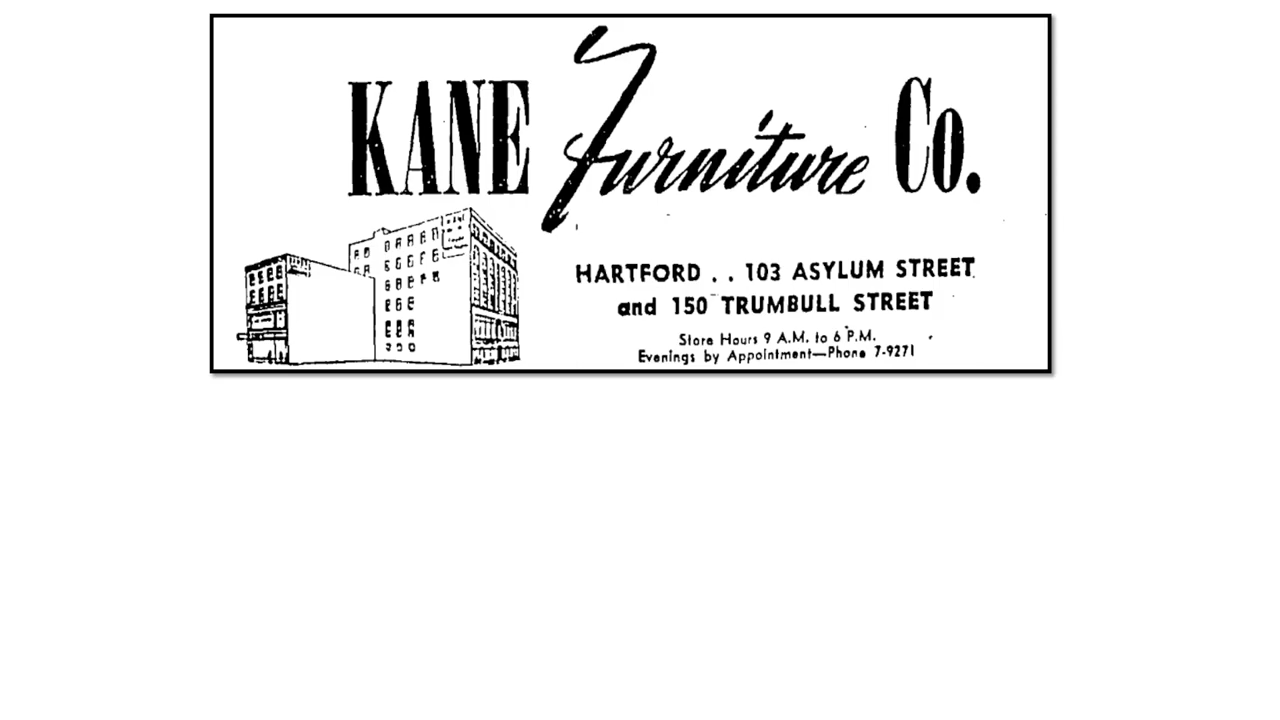 KANE Furniture Co.
HARTFORD . . 103 ASYLUM STREET
and 150 TRUMBULL STREET
Store Hours 9 A.M. to 6 P.M.
Evenings by Appointment—Phone 7-9271